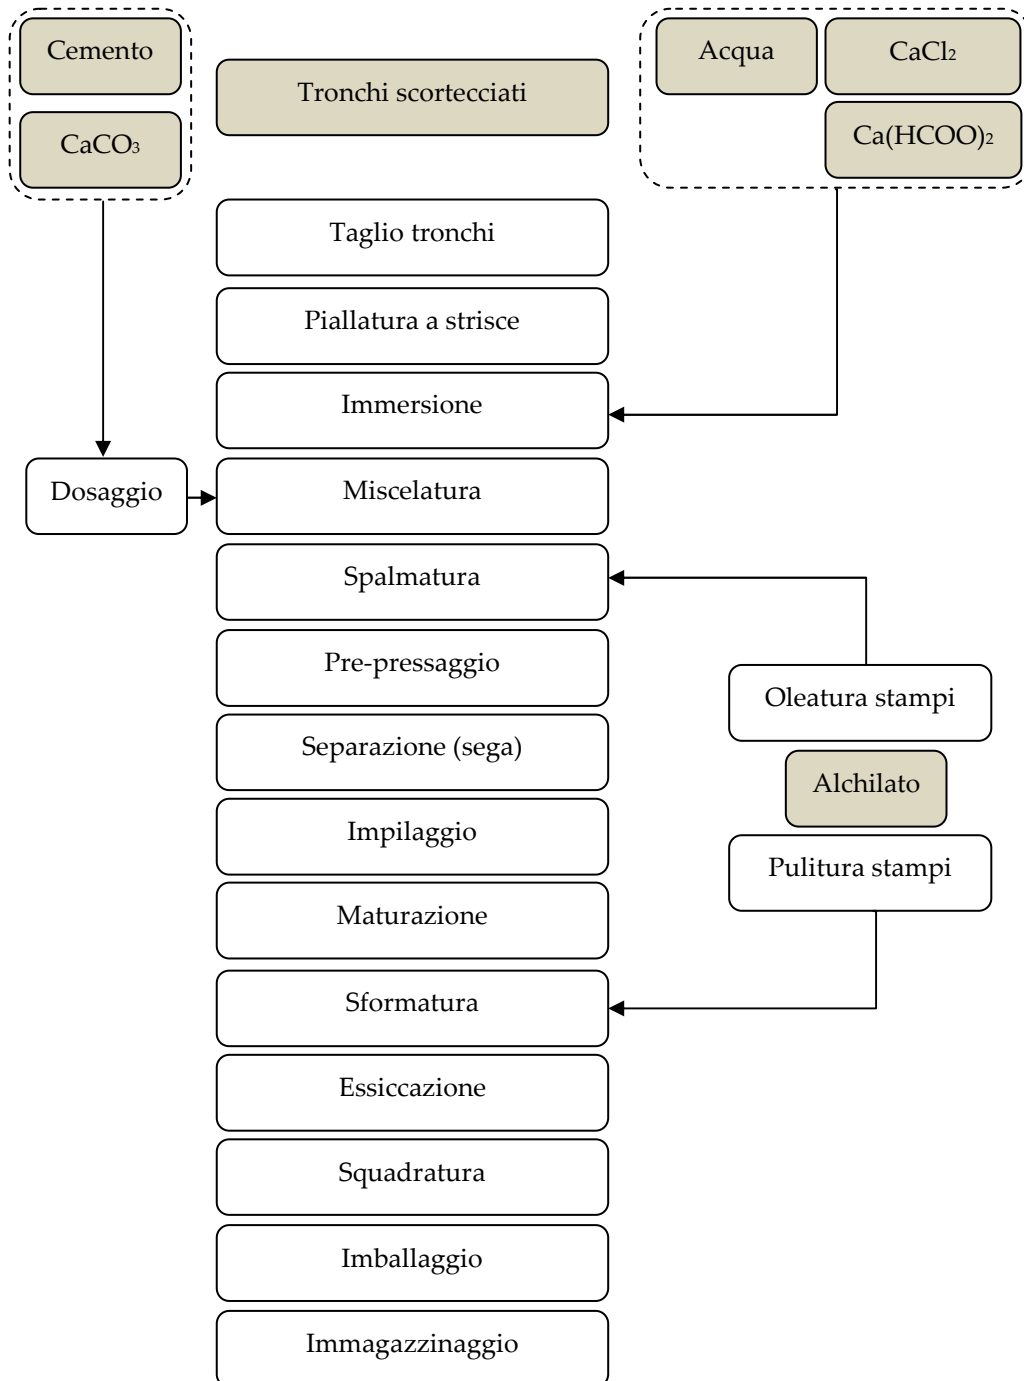 Cemento
CaCO3
Tronchi scortecciati
Acqua
CaCl2
Ca(HCOO)2
Taglio tronchi
Piallatura a strisce
Immersione
Dosaggio
Miscelatura
Spalmatura
Pre-pressaggio
Oleatura stampi
Separazione (sega)
Alchilato
Impilaggio
Pulitura stampi
Maturazione
Sformatura
Essiccazione
Squadratura
Imballaggio
Immagazzinaggio